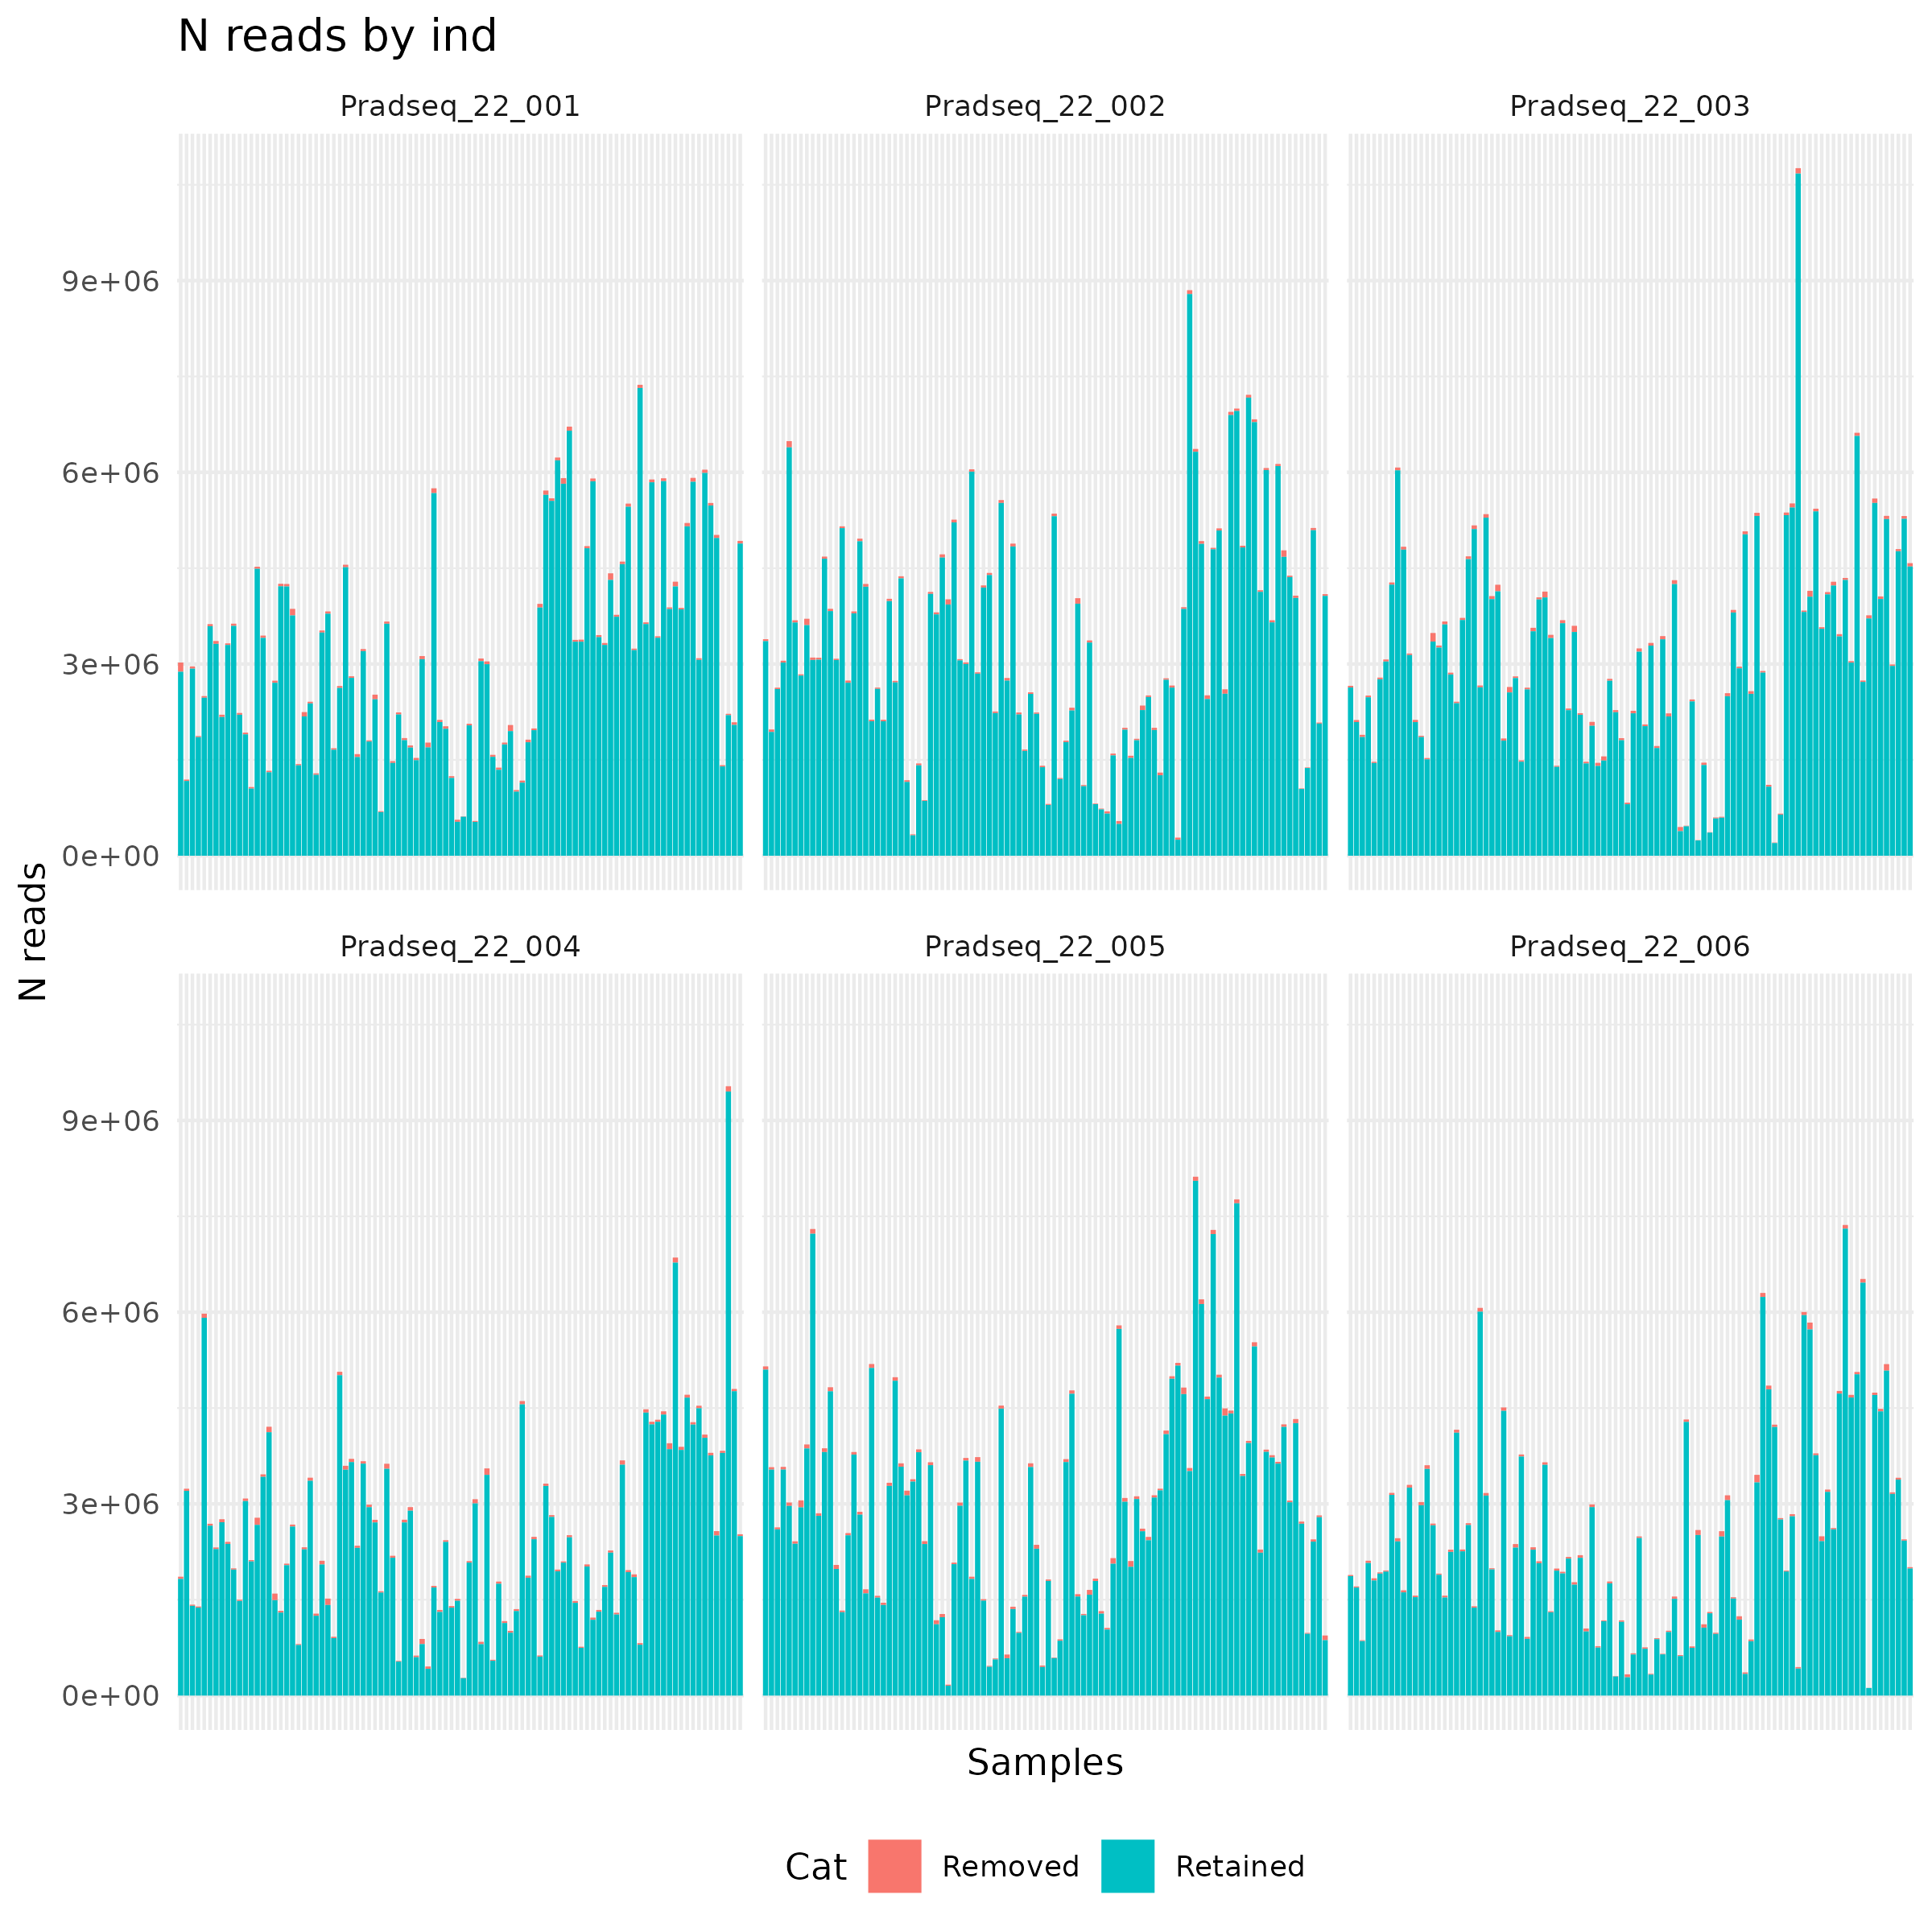 N reads by ind
Pradseq_22_001 Pradseq_22_002 Pradseq_22_003
9e+06
6e+06
3e+06
0e+00
N reads
Pradseq_22_004 Pradseq_22_005 Pradseq_22_006
9e+06
6e+06
3e+06
0e+00
Samples
Cat Removed Retained